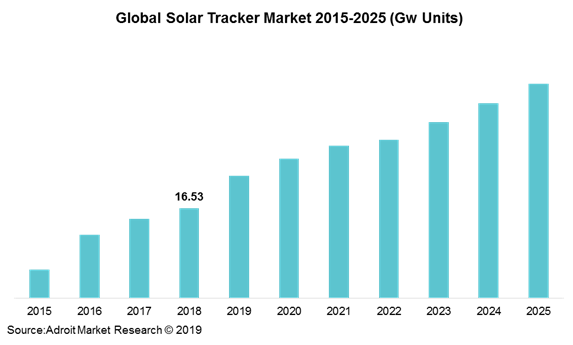 Global Solar Tracker Market 2015-2025 (Gw Units)
16.53
2015 2016 2017 2018 2019 2020 2021 2022 2023 2024 2025
Source:Adroit Market Research © 2019